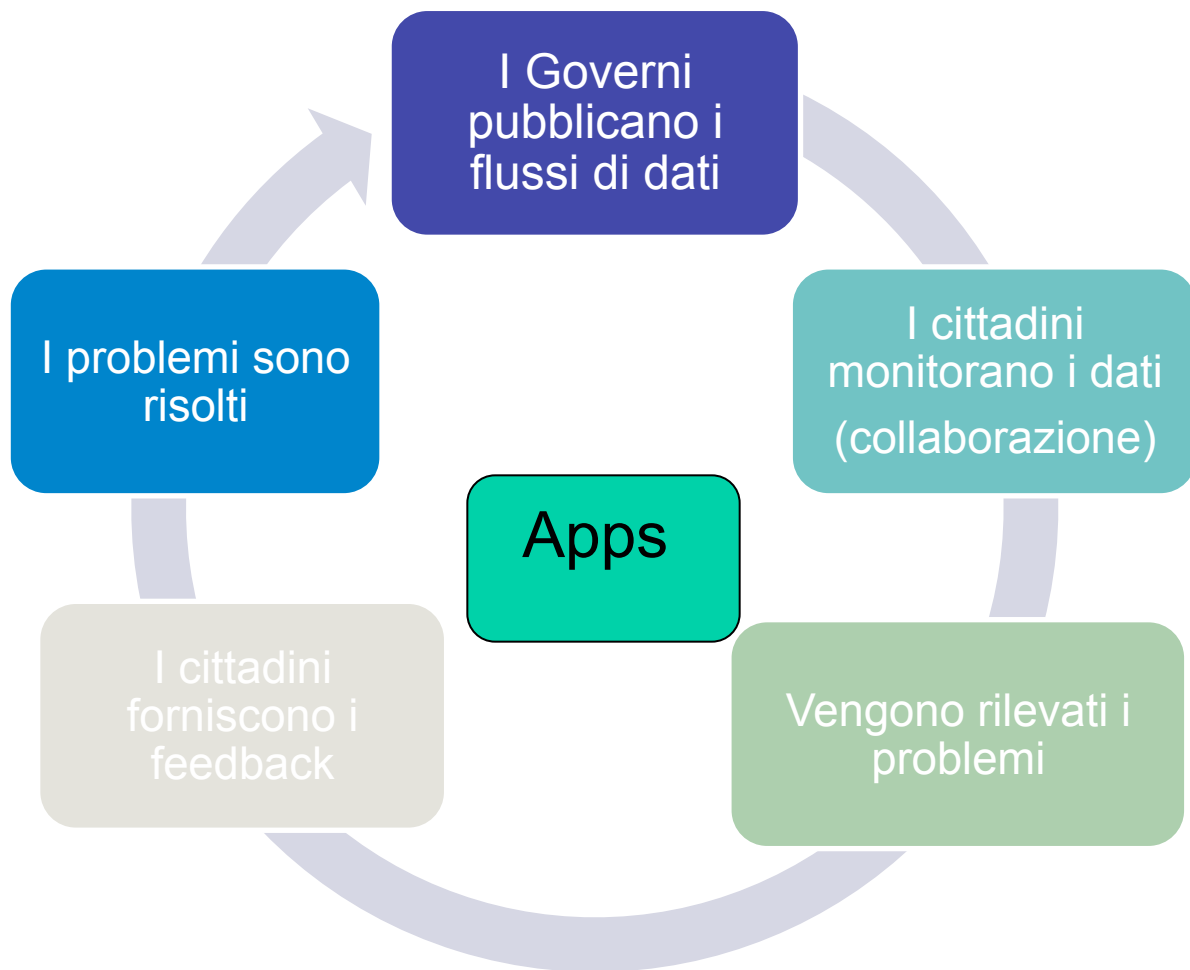 I Governi
pubblicano i
flussi di dati
I cittadini
monitorano i dati
(collaborazione)
Vengono rilevati i
problemi
I cittadini
forniscono i
feedback
I problemi sono
risolti
Apps